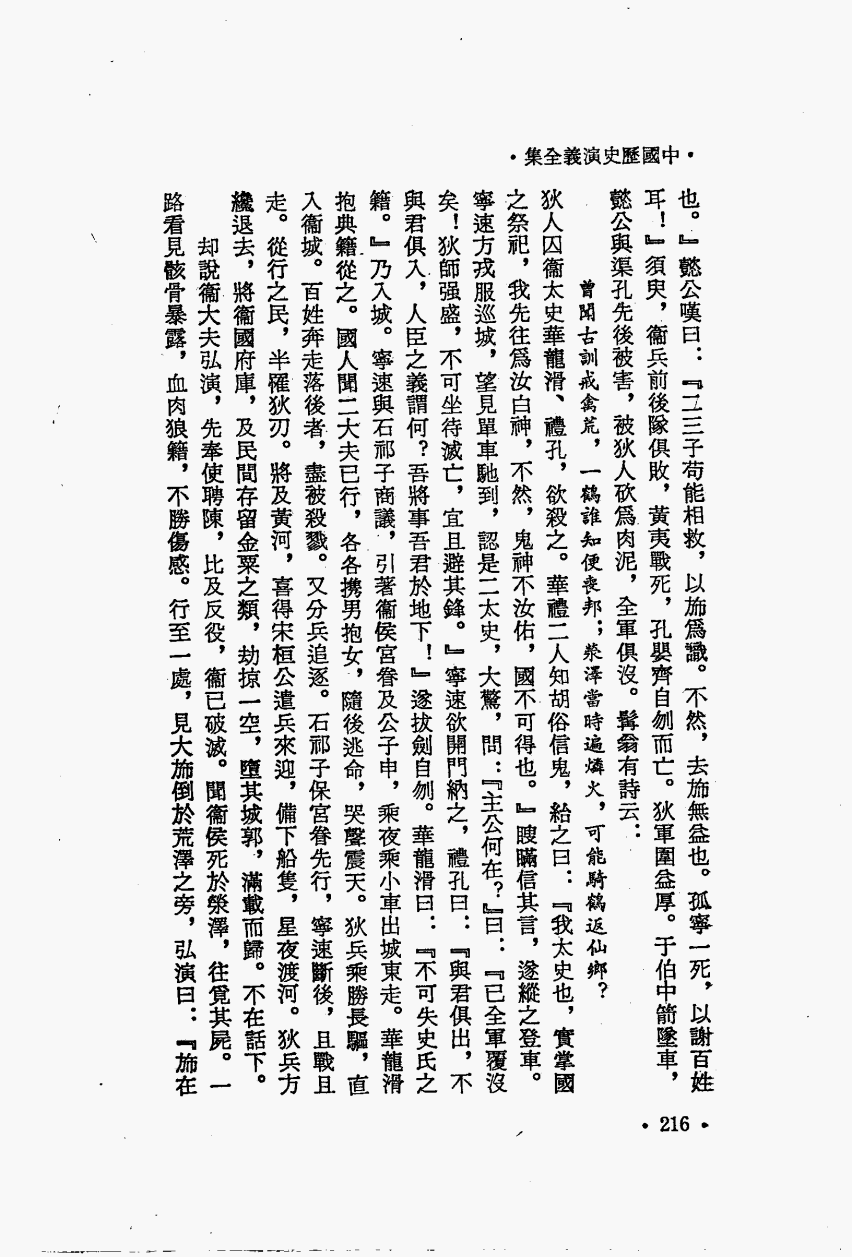 ·中國歷史演義全集·
也。』懿公嘆曰：『二三子苟能相救，以斾爲識。不然，去斾無益也。孤寧一死，以謝百姓
耳！』須臾，衞兵前後隊俱敗，黃夷戰死，孔嬰齊自刎而亡。狄軍圍益厚。于伯中箭墜車，
懿公與渠孔先後被害，被狄人砍爲肉泥，全軍俱沒。髯翁有詩云：
曾聞古訓戒禽荒，一鶴誰知便喪邦；滎澤當時遍燐火，可能騎鶴返仙鄉？
狄人囚衞太史華龍滑、禮孔，欲殺之。華禮二人知胡俗信鬼，給之曰：『我太史也，實掌國
之祭祀，我先往爲汝白神，不然，鬼神不汝佑，國不可得也。』瞍瞞信其言，遂縱之登車。
寧速方戎服巡城，望見單車馳到，認是二太史，大驚，問：『主公何在？』曰：『已全軍覆沒
矣！狄師强盛，不可坐待滅亡，宜且避其鋒。』寧速欲開門納之，禮孔曰：『與君俱出，不
與君俱入，人臣之義謂何？吾將事吾君於地下！』遂拔劍自刎。華龍滑曰：『不可失史氏之
籍。』乃入城。寧速與石祁子商議，引著衞侯宮眷及公子申，乘夜乘小車出城東走。華龍滑
抱典籍從之。國人聞二大夫已行，各各携男抱女，隨後逃命，哭聲震天。狄兵乘勝長驅，直
入衞城。百姓奔走落後者，盡被殺戮。又分兵追逐。石祁子保宮眷先行，寧速斷後，且戰且
走。從行之民，半罹狄刃。將及黃河，喜得宋桓公遣兵來迎，備下船隻，星夜渡河。狄兵方
纔退去，將衞國府庫，及民間存留金粟之類，劫掠一空，墮其城郭，滿載而歸。不在話下。
却說衞大夫弘演，先奉使聘陳，比及反役，衞已破滅。聞衞侯死於滎澤，往覓其屍。一
路看見骸骨暴露，血肉狼籍，不勝傷感。行至一處，見大斾倒於荒澤之旁，弘演曰：『斾在
·216·